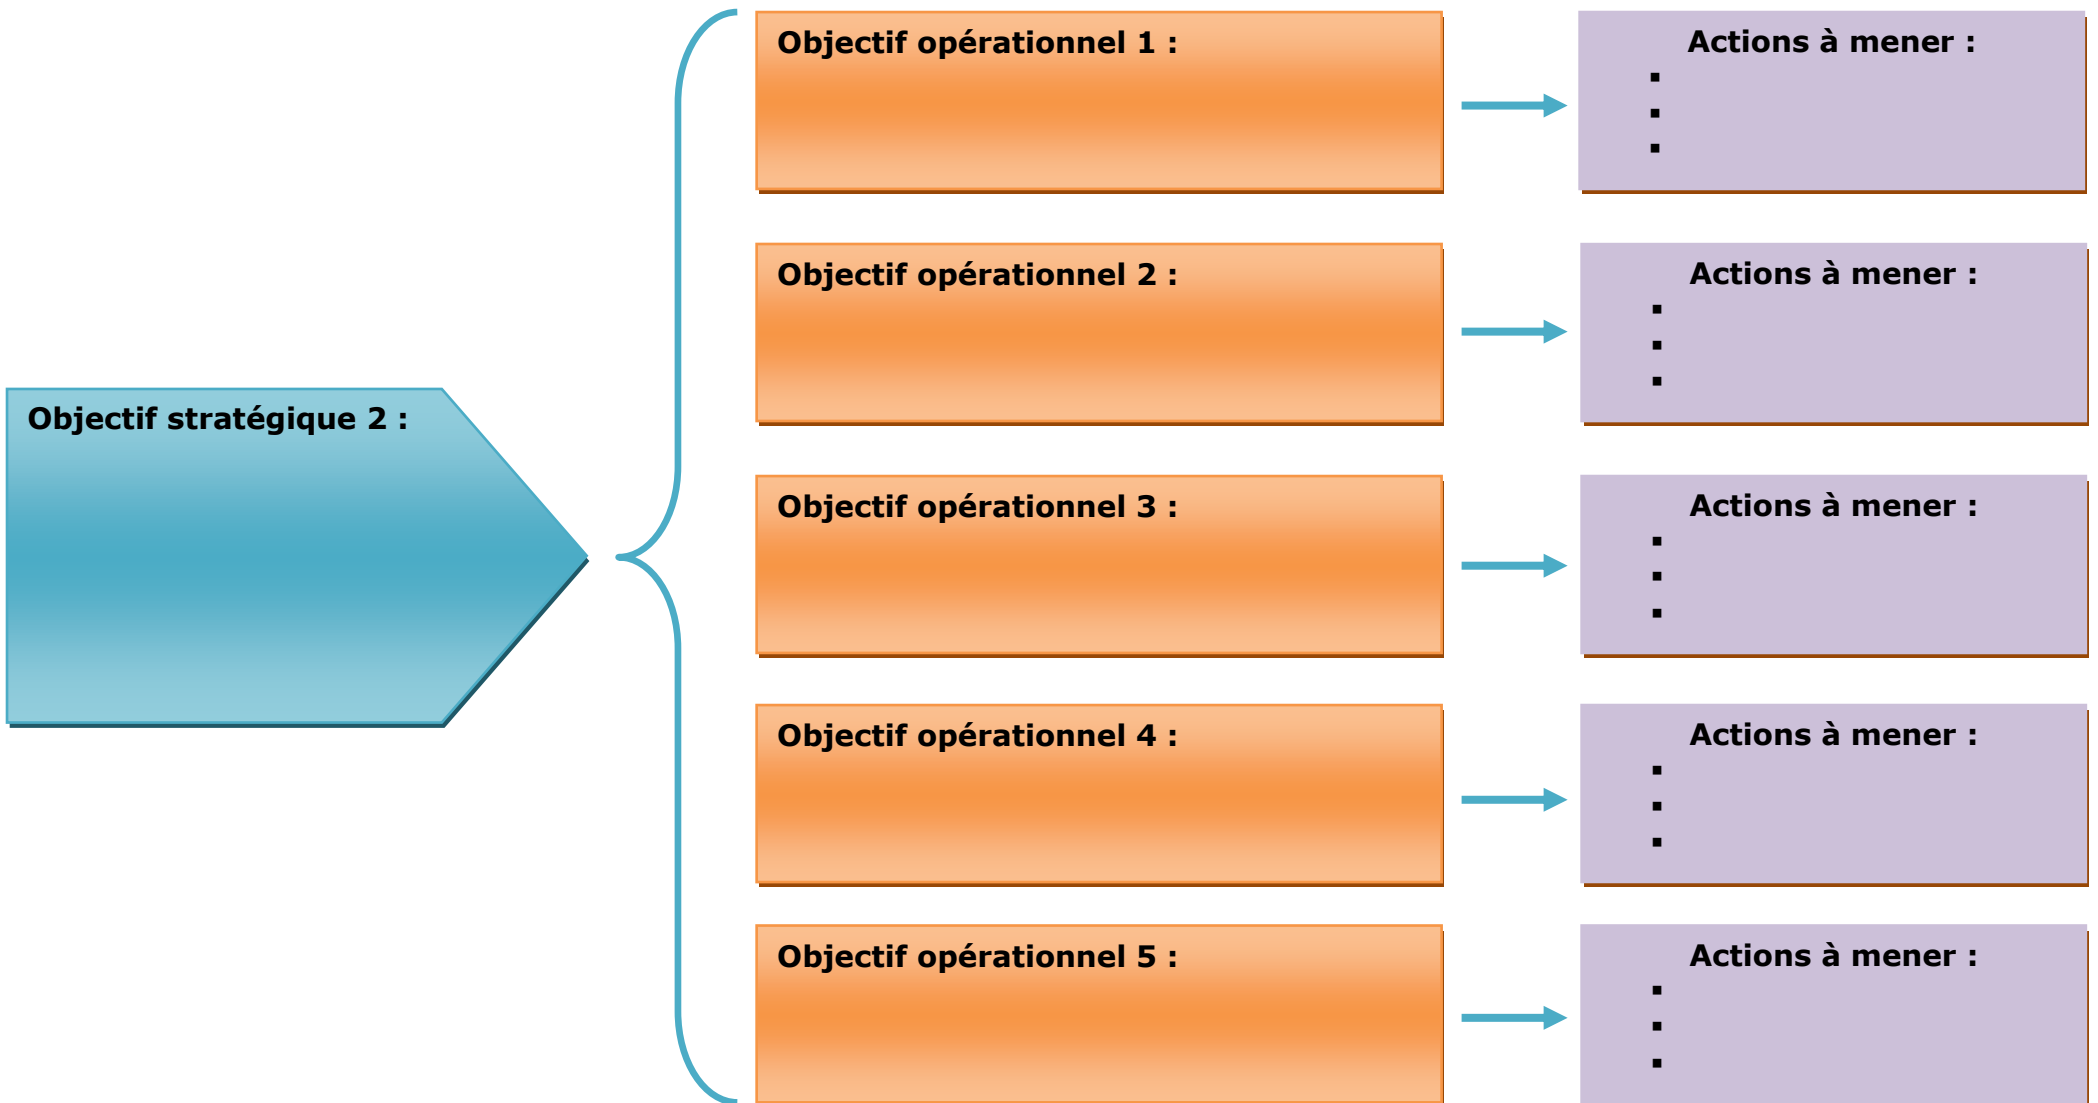 Objectif stratégique 2 :
Objectif opérationnel 1 :
Actions à mener :
▪
▪
▪
Objectif opérationnel 2 :
Actions à mener :
▪
▪
▪
Objectif opérationnel 3 :
Actions à mener :
▪
▪
▪
Objectif opérationnel 4 :
Actions à mener :
▪
▪
▪
Objectif opérationnel 5 :
Actions à mener :
▪
▪
▪